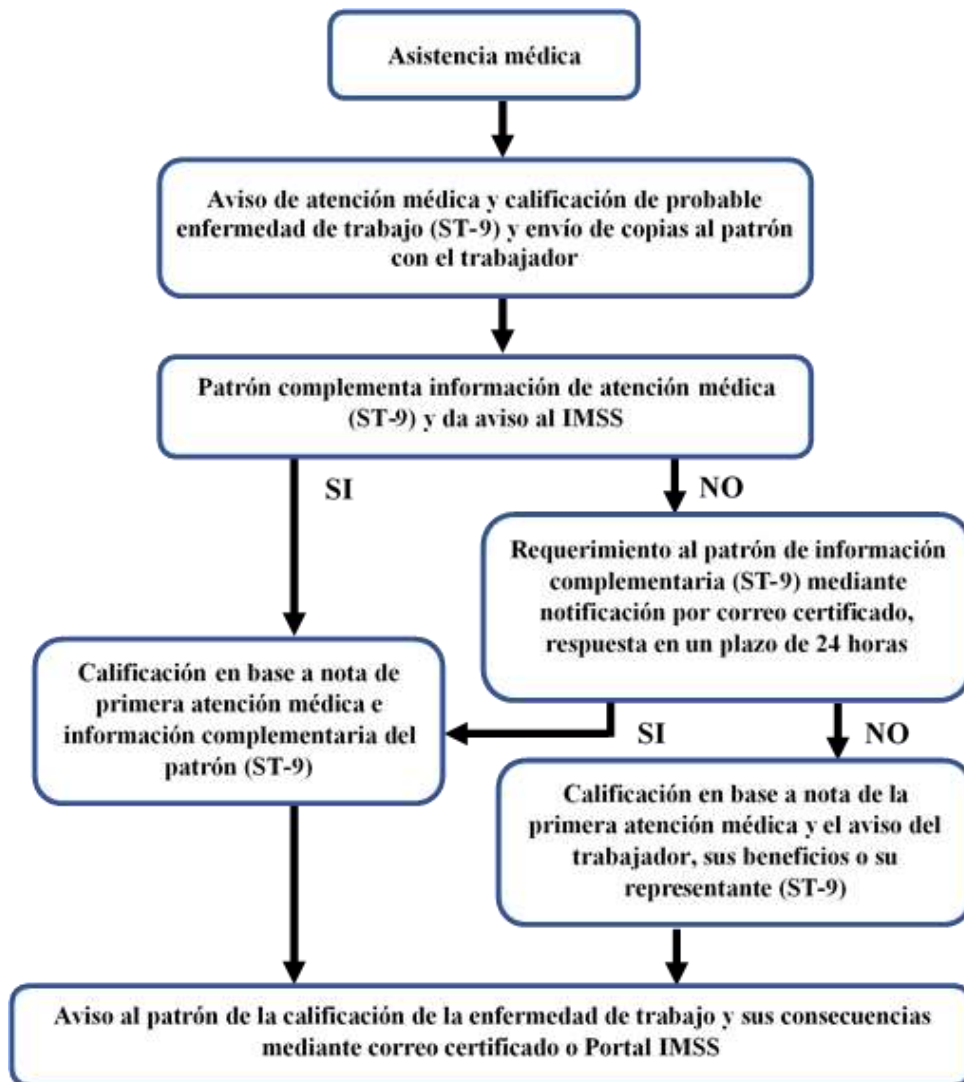 Asistencia médica
Aviso de atención médica y calificación de probable
enfermedad de trabajo (ST-9) y envío de copias al patrón
con el trabajador
Patrón complementa información de atención médica
(ST-9) y da aviso al IMSS
SI
NO
Requerimiento al patrón de información
complementaria (ST-9) mediante
notificación por correo certificado,
respuesta en un plazo de 24 horas
Calificación en base a nota de
primera atención médica e
información complementaria del
patrón (ST-9)
SI
NO
Calificación en base a nota de la
primera atención médica y el aviso del
trabajador, sus beneficios o su
representante (ST-9)
Aviso al patrón de la calificación de la enfermedad de trabajo y sus consecuencias
mediante correo certificado o Portal IMSS